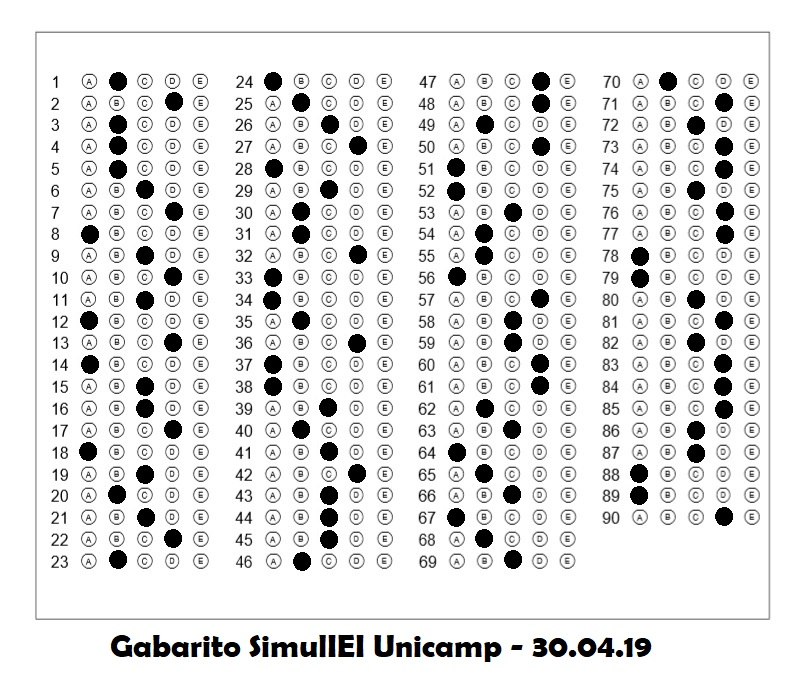 1 A C D E
2 A B C E
3 A C D E
4 A C D E
5 A C D E
6 A B D E
7 A B C E
8 B C D E
9 A B D E
10 A B C E
11 A B D E
12 B C D E
13 A B C E
14 B C D E
15 A B D E
16 A B D E
17 A B C E
18 B C D E
19 A B D E
20 A C D E
21 A B D E
22 A B C E
23 A C D E
24 B C D E
25 A C D E
26 A B D E
27 A B C E
28 B C D E
29 A B D E
30 A C D E
31 A C D E
32 A B C E
33 B C D E
34 B C D E
35 A C D E
36 A B C E
37 B C D E
38 B C D E
39 A B D E
40 A C D E
41 A B D E
42 A B C E
43 A B D E
44 A B D E
45 A B D E
46 A C D E
47 A B C E
48 A B C E
49 A C D E
50 A B C E
51 B C D E
52 B C D E
53 A B D E
54 A C D E
55 A C D E
56 B C D E
57 A B C E
58 A B D E
59 A B D E
60 A B C E
61 A B C E
62 A C D E
63 A B D E
64 B C D E
65 A C D E
66 A B D E
67 B C D E
68 A C D E
69 A B D E
70 A C D E
71 A B C E
72 A B D E
73 A B C E
74 A B C E
75 A B D E
76 A B C E
77 A B C E
78 B C D E
79 B C D E
80 A B D E
81 A B C E
82 A B D E
83 A B C E
84 A B C E
85 A B C E
86 A B D E
87 A B D E
88 B C D E
89 B C D E
90 A B C E
Gabarito SimulIEI Unicamp - 30.04.19